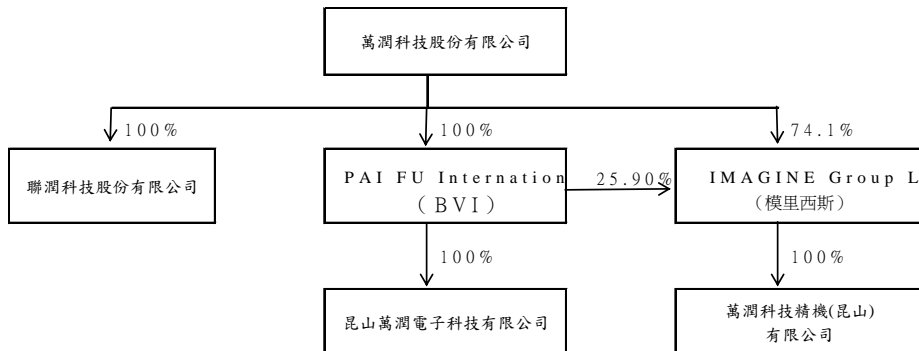 萬潤科技股份有限公司
100%
100%
74.1%
聯潤科技股份有限公司
PAI FU Internation
(BVI)
25.90%
IMAGINE Group L
(模里西斯)
100%
100%
昆山萬潤電子科技有限公司
萬潤科技精機(昆山)
有限公司